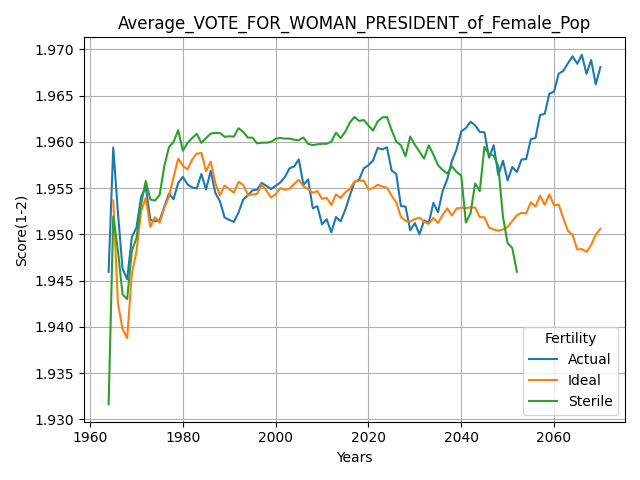 Average_VOTE_FOR_WOMAN_PRESIDENT_of_Female_Pop
1.970
1.965
1.960
1.955
1.950
1.945
1.940
1.935
1.930
Score(1-2)
1960
1980
2000
2020
2040
2060
Years
Fertility
Actual
Ideal
Sterile